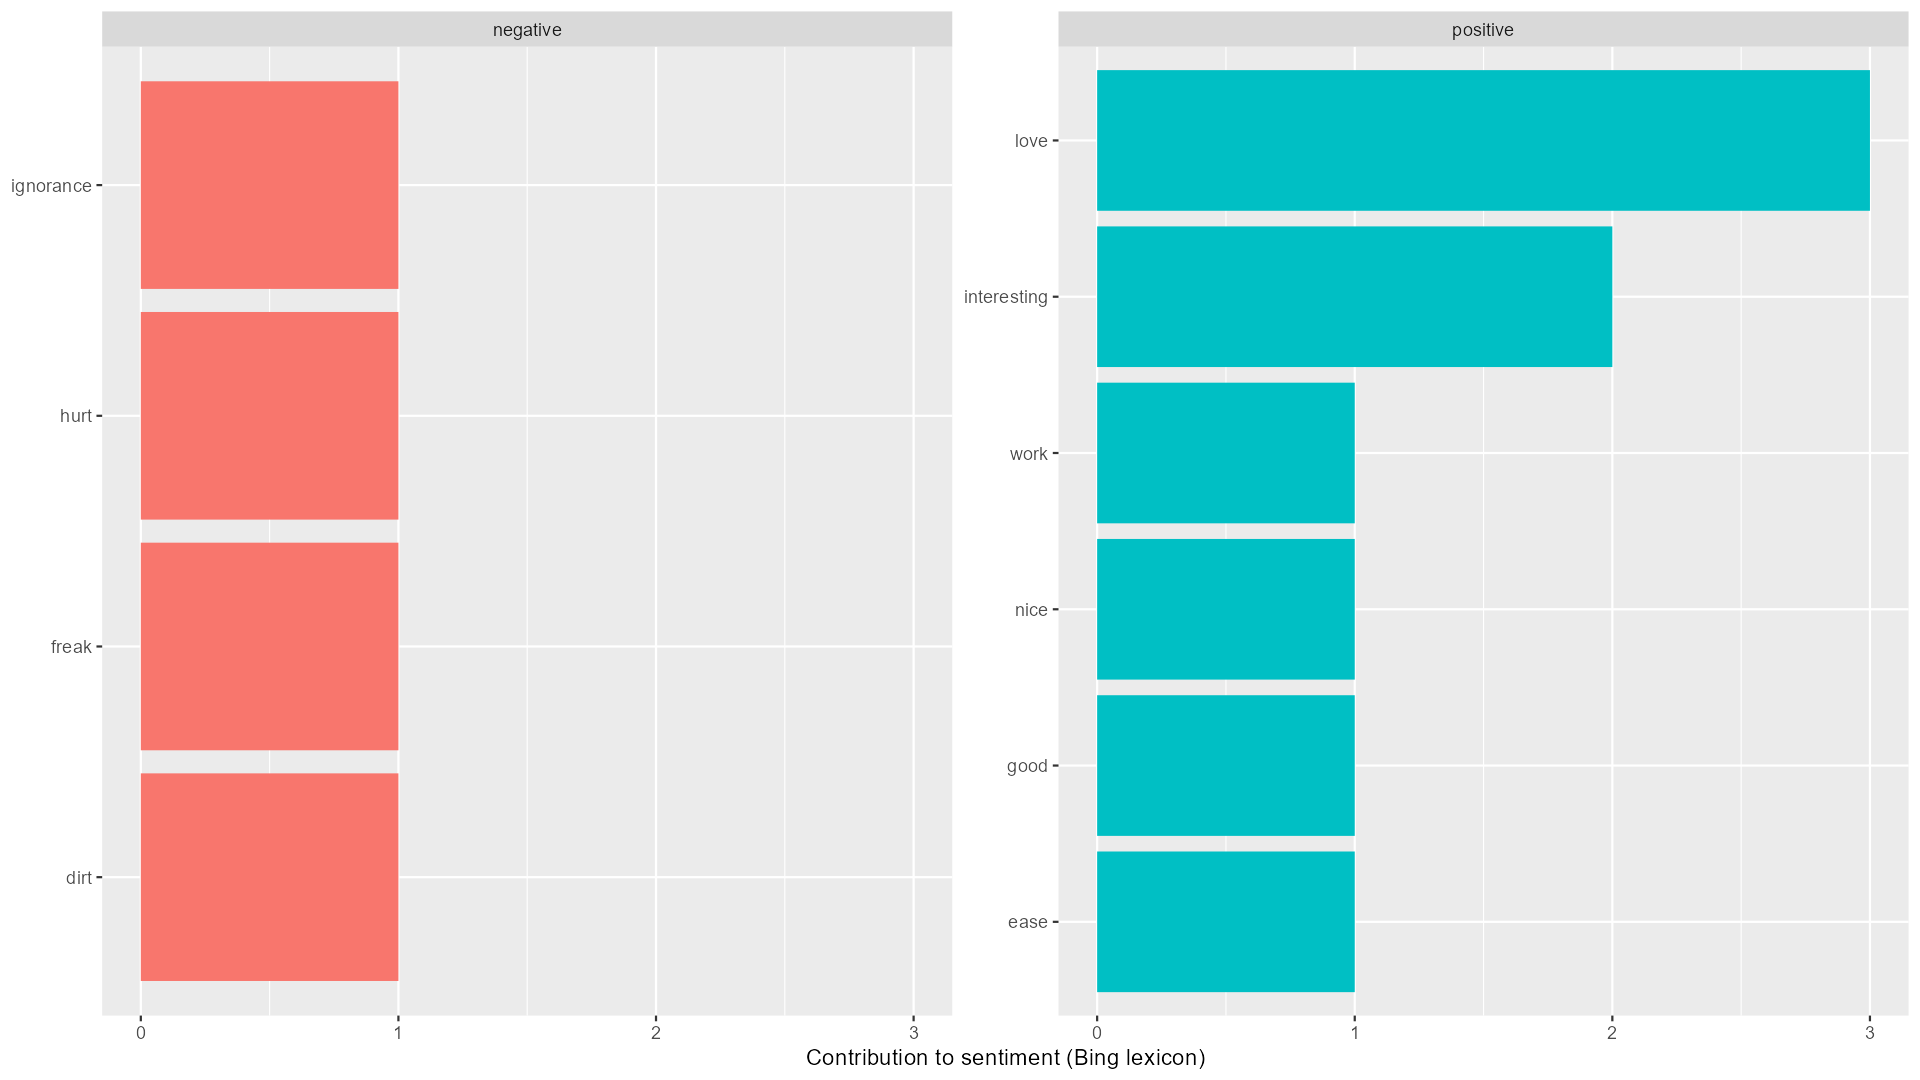 negative
ignorance
hurt
freak
dirt
0 1 2 3
positive
love
interesting
work
nice
good
ease
0 1 2 3
Contribution to sentiment (Bing lexicon)